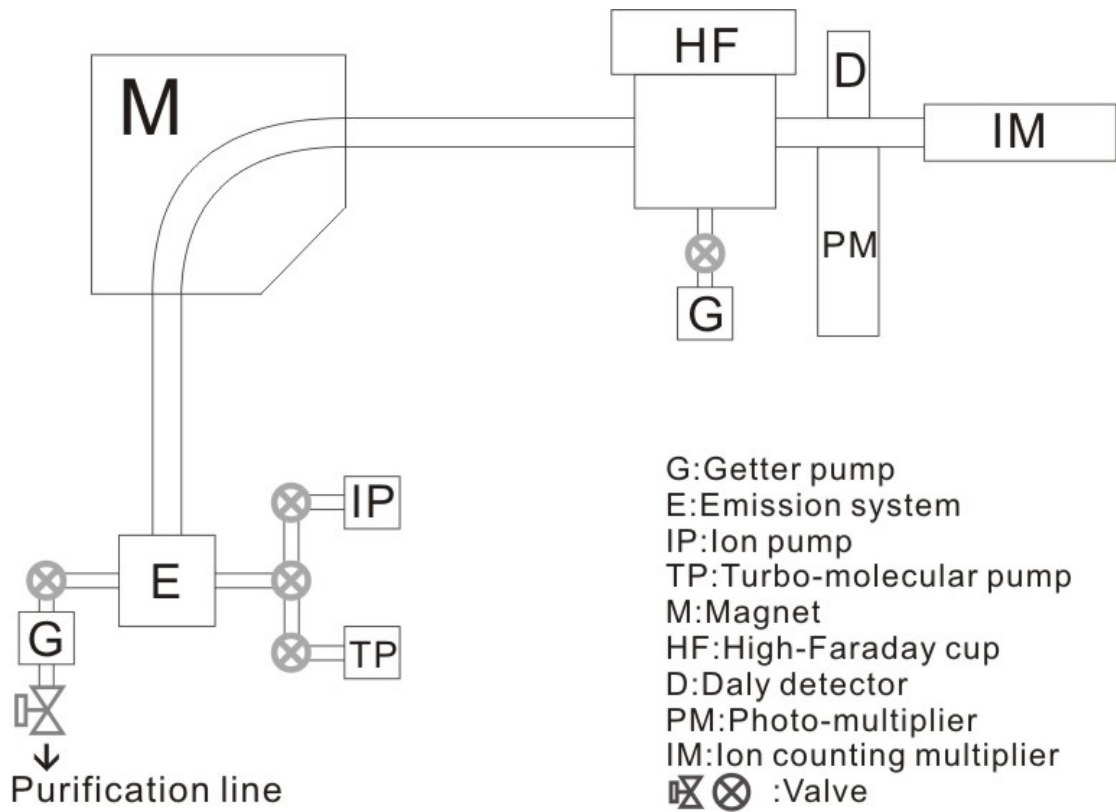 M
HF
D
IM
PM
G
IP
E
G
TP
Purification line
G:Getter pump
E:Emission system
IP:Ion pump
TP:Turbo-molecular pump
M:Magnet
HF:High-Faraday cup
D:Daly detector
PM:Photo-multiplier
IM:Ion counting multiplier
:Valve